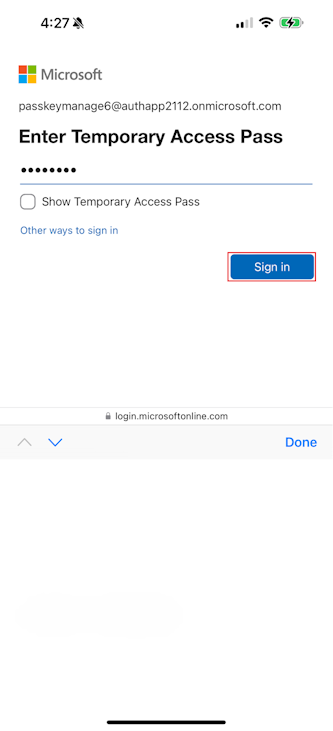 4:27
Microsoft
passkeymanage6@authapp2112.onmicrosoft.com
Enter Temporary Access Pass
••••••••
Show Temporary Access Pass
Other ways to sign in
Sign in
login.microsoftonline.com
Done